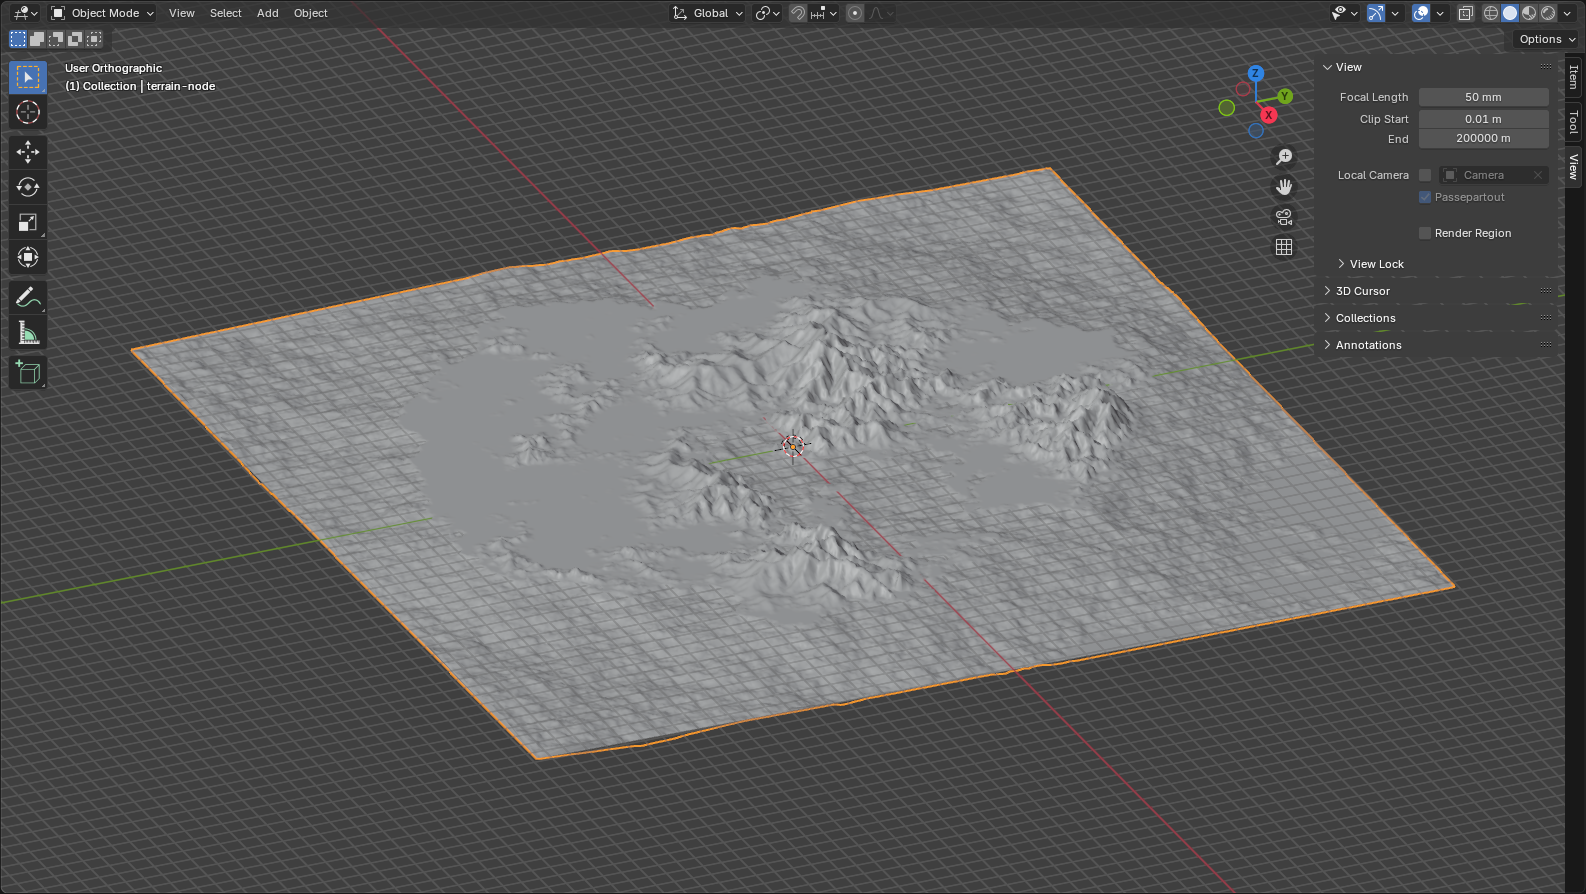 Object Mode View Select Add Object Global
Options
User Orthographic
(1) Collection | terrain-node
Z
Y
X
View
Focal Length 50 mm
Clip Start 0.01 m
End 200000 m
Local Camera Camera
Passepartout
Render Region
View Lock
3D Cursor
Collections
Annotations
Item
Tool
View